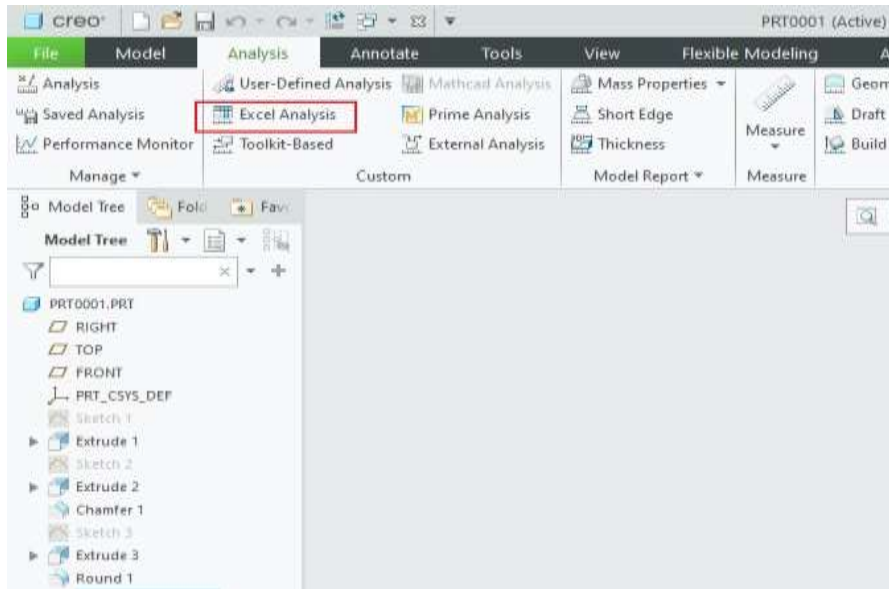 creo PRT0001 (Active)
File Model Analysis Annotate Tools View Flexible Modeling A
Analysis User-Defined Analysis Mathcad Analysis Mass Properties Geom
Saved Analysis Excel Analysis Prime Analysis Short Edge Measure Draft
Performance Monitor Toolkit-Based External Analysis Thickness Build
Manage Custom Model Report Measure
Model Tree Fold Favo
Model Tree
PRT0001.PRT
RIGHT
TOP
FRONT
PRT_CSYS_DEF
Sketch 1
Extrude 1
Sketch 2
Extrude 2
Chamfer 1
Sketch 3
Extrude 3
Round 1